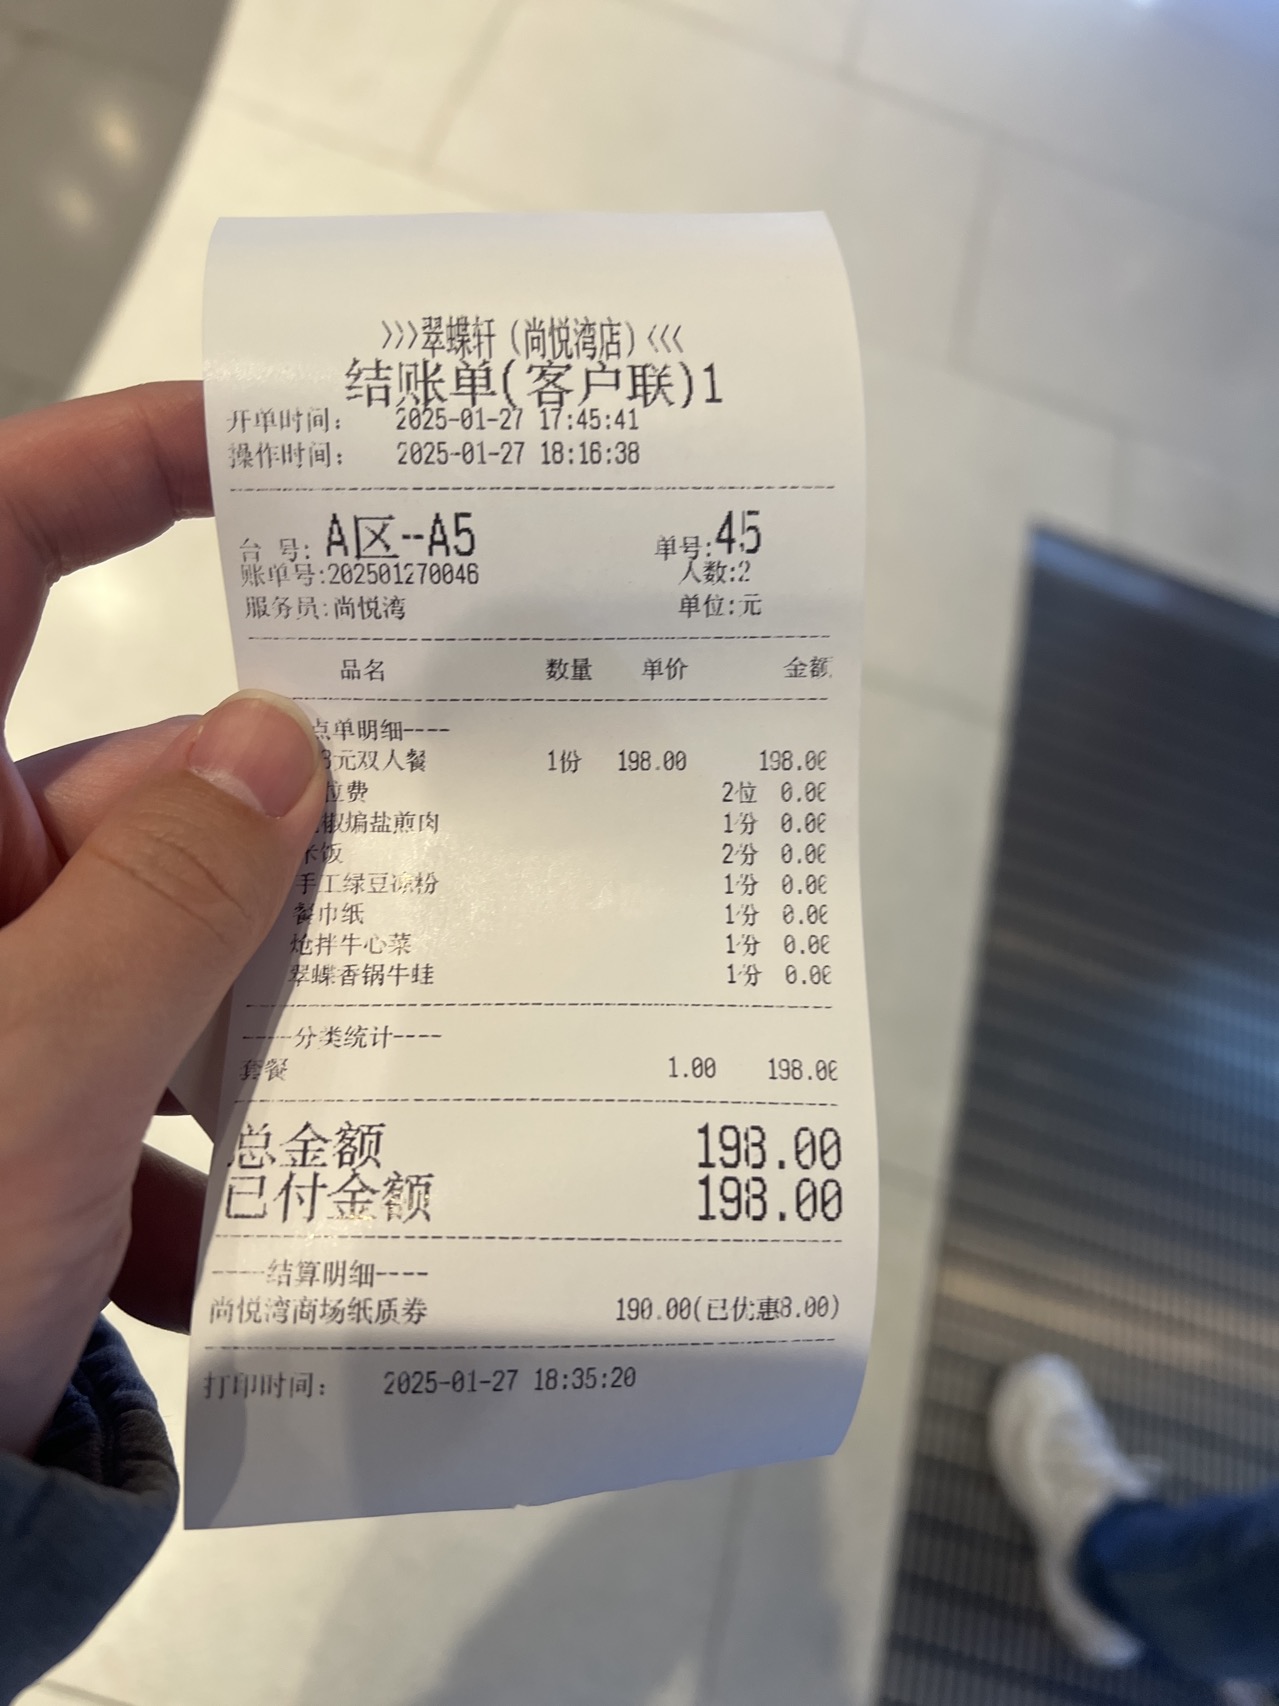 >>>翠蝶轩（尚悦湾店）<<<
结账单(客户联)1
开单时间： 2025-01-27 17:45:41
操作时间： 2025-01-27 18:16:38
台 号: A区--A5 单号:45
账单号:202501270046 人数:2
服务员:尚悦湾 单位:元
品名 数量 单价 金额
点单明细----
8元双人餐 1份 198.00 198.00
位费 2位 0.00
椒煸盐煎肉 1份 0.00
米饭 2份 0.00
手工绿豆凉粉 1份 0.00
餐巾纸 1份 0.00
炝拌牛心菜 1份 0.00
翠蝶香锅牛蛙 1份 0.00
----分类统计----
套餐 1.00 198.00
总金额 198.00
已付金额 198.00
----结算明细----
尚悦湾商场纸质券 190.00(已优惠8.00)
打印时间： 2025-01-27 18:35:20